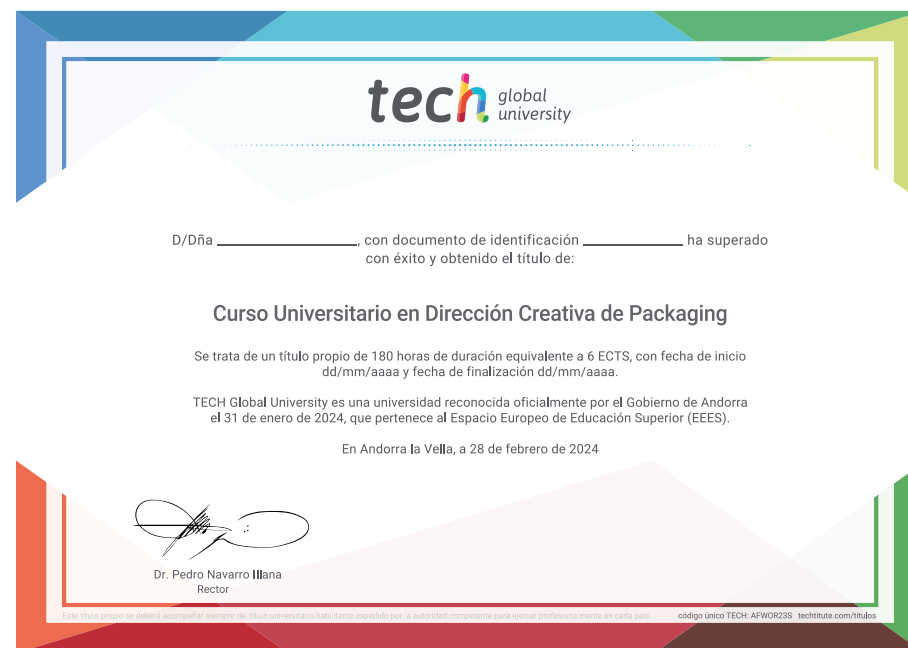 tech global university
D/Dña ____________________, con documento de identificación ______________ ha superado
con éxito y obtenido el título de:
Curso Universitario en Dirección Creativa de Packaging
Se trata de un título propio de 180 horas de duración equivalente a 6 ECTS, con fecha de inicio
dd/mm/aaaa y fecha de finalización dd/mm/aaaa.
TECH Global University es una universidad reconocida oficialmente por el Gobierno de Andorra
el 31 de enero de 2024, que pertenece al Espacio Europeo de Educación Superior (EEES).
En Andorra la Vella, a 28 de febrero de 2024
Dr. Pedro Navarro Illana
Rector
Este título propio se deberá acompañar siempre del título universitario habilitante expedido por la autoridad competente para ejercer profesionalmente en cada país
código único TECH: AFWOR23S techtitute.com/titulos